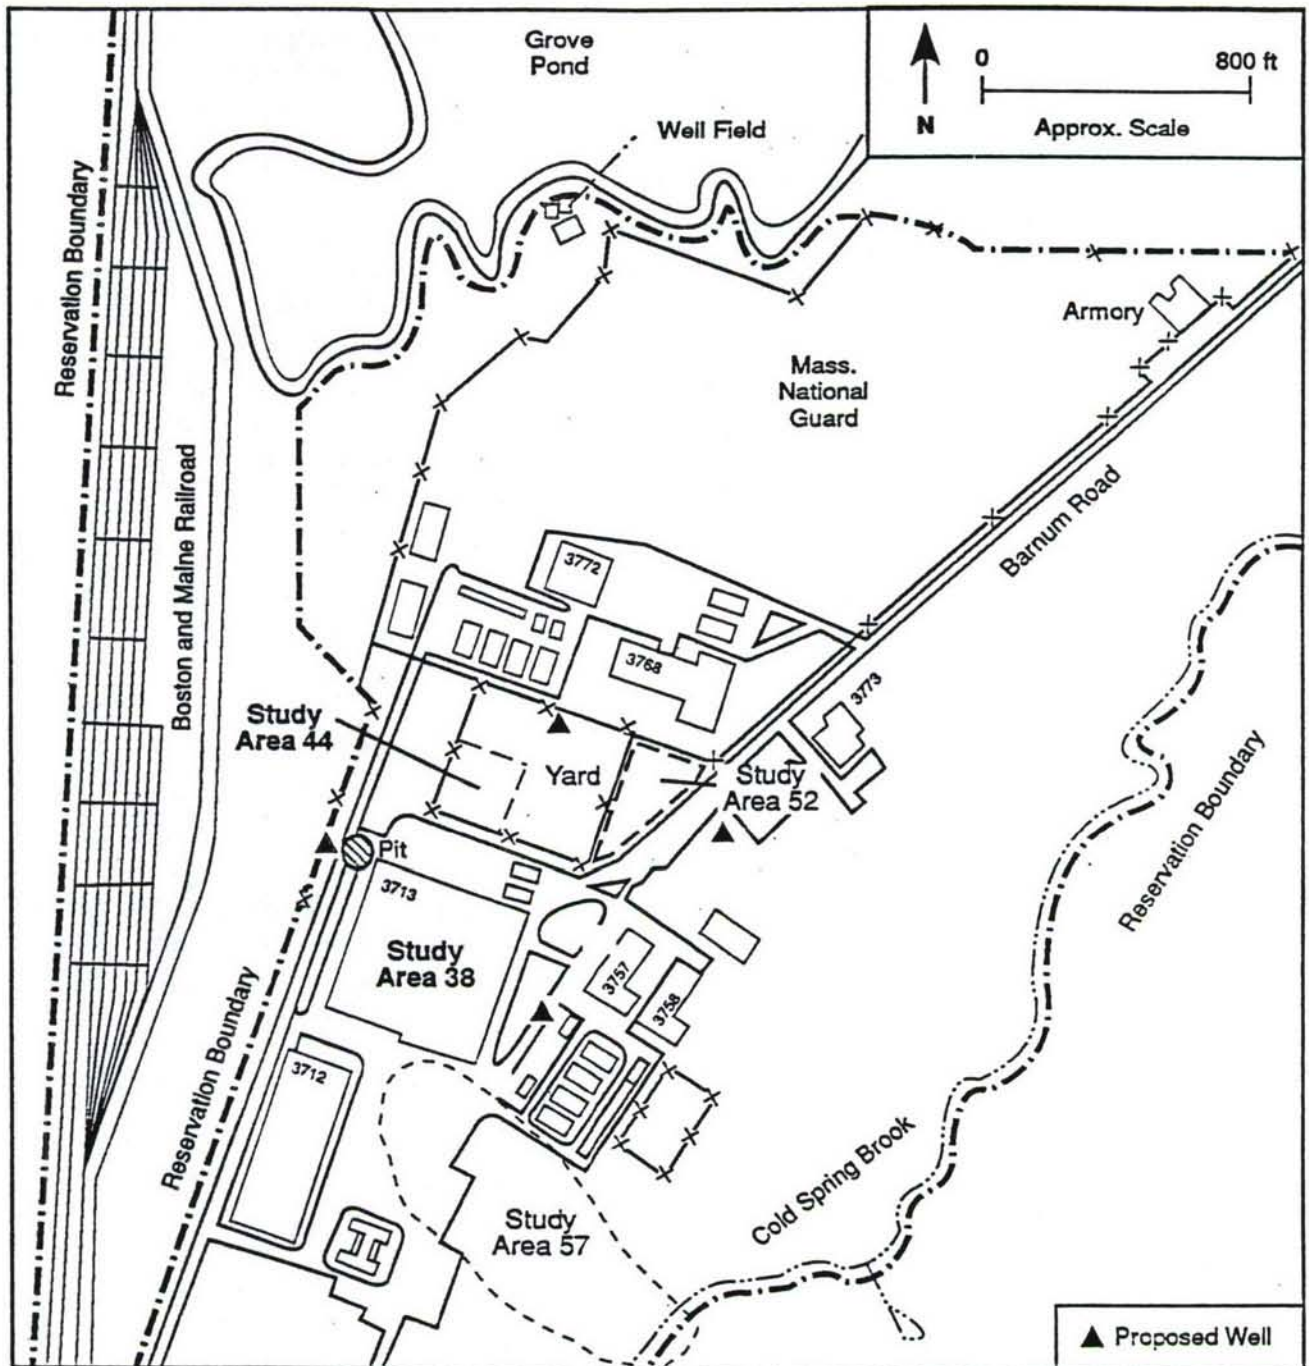 Grove
Pond
0
800 ft
N
Approx. Scale
Well Field
Reservation Boundary
Armory
Mass.
National
Guard
Boston and Maine Railroad
Barnum Road
3772
3768
3773
Study
Area 44
Yard
Study
Area 52
Reservation Boundary
Pit
3713
Study
Area 38
3757
3758
Reservation Boundary
3712
Cold Spring Brook
Study
Area 57
▲ Proposed Well